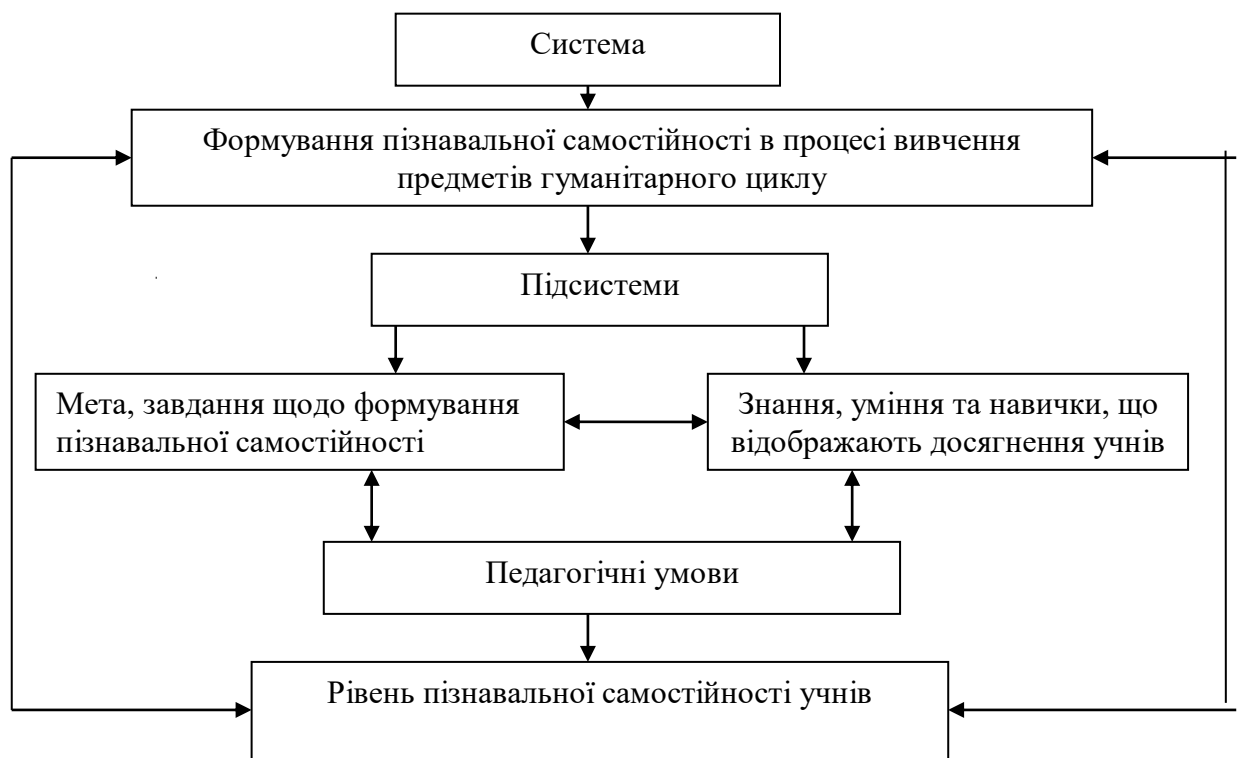 Система
Формування пізнавальної самостійності в процесі вивчення
предметів гуманітарного циклу
Підсистеми
Мета, завдання щодо формування
пізнавальної самостійності
Знання, уміння та навички, що
відображають досягнення учнів
Педагогічні умови
Рівень пізнавальної самостійності учнів